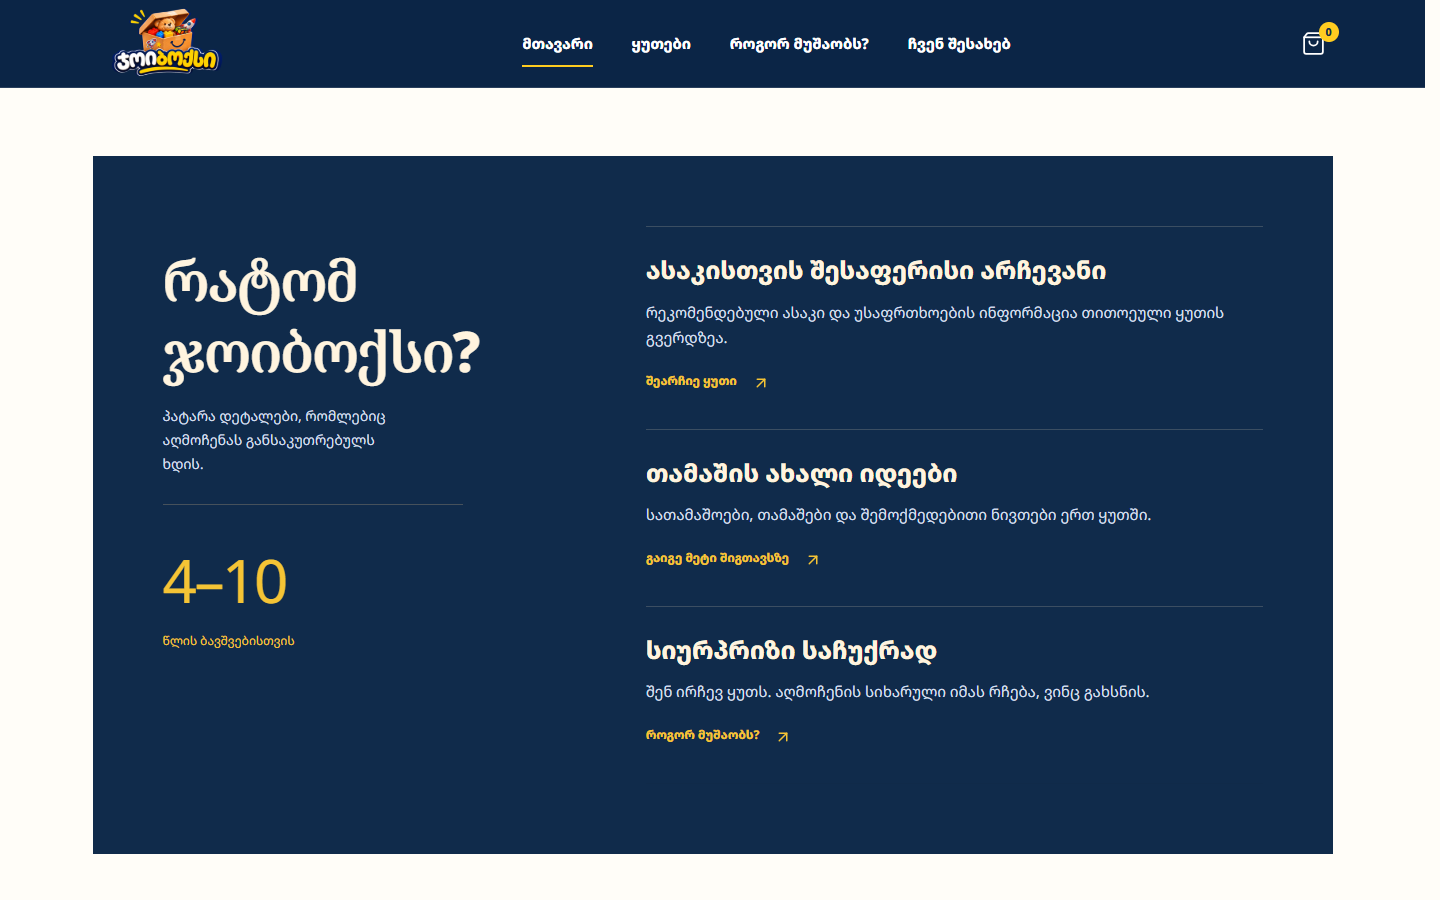 ჯოიბოქსი
მთავარი
ყუთები
როგორ მუშაობს?
ჩვენ შესახებ
0
რატომ
ჯოიბოქსი?
პატარა დეტალები, რომლებიც
აღმოჩენას განსაკუთრებულს
ხდის.
4–10
წლის ბავშვებისთვის
ასაკისთვის შესაფერისი არჩევანი
რეკომენდებული ასაკი და უსაფრთხოების ინფორმაცია თითოეული ყუთის
გვერდზეა.
შეარჩიე ყუთი
თამაშის ახალი იდეები
სათამაშოები, თამაშები და შემოქმედებითი ნივთები ერთ ყუთში.
გაიგე მეტი შიგთავსზე
სიურპრიზი საჩუქრად
შენ ირჩევ ყუთს. აღმოჩენის სიხარული იმას რჩება, ვინც გახსნის.
როგორ მუშაობს?